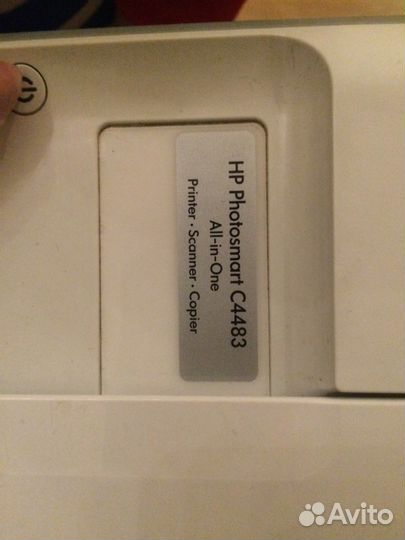 HP Photosmart C4483
All-in-One
Printer · Scanner · Copier
Avito